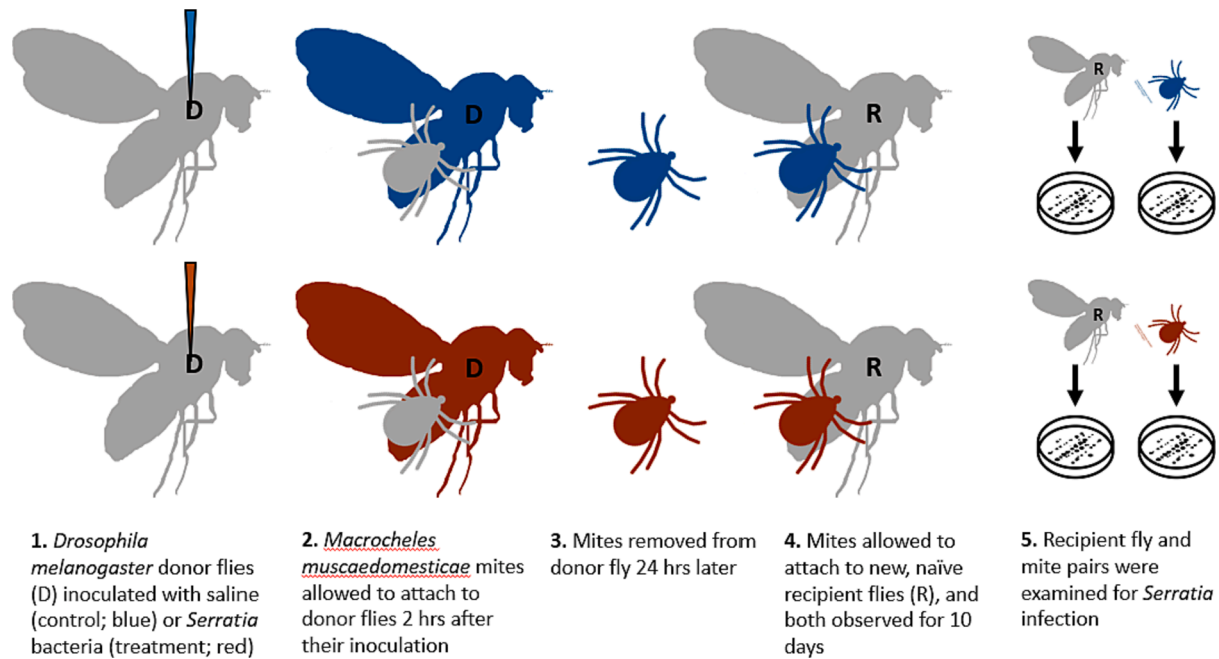 D
D
R
R
D
D
R
R
1. Drosophila
melanogaster donor flies
(D) inoculated with saline
(control; blue) or Serratia
bacteria (treatment; red)
2. Macrocheles
muscaedomesticae mites
allowed to attach to
donor flies 2 hrs after
their inoculation
3. Mites removed from
donor fly 24 hrs later
4. Mites allowed to
attach to new, naïve
recipient flies (R), and
both observed for 10
days
5. Recipient fly and
mite pairs were
examined for Serratia
infection